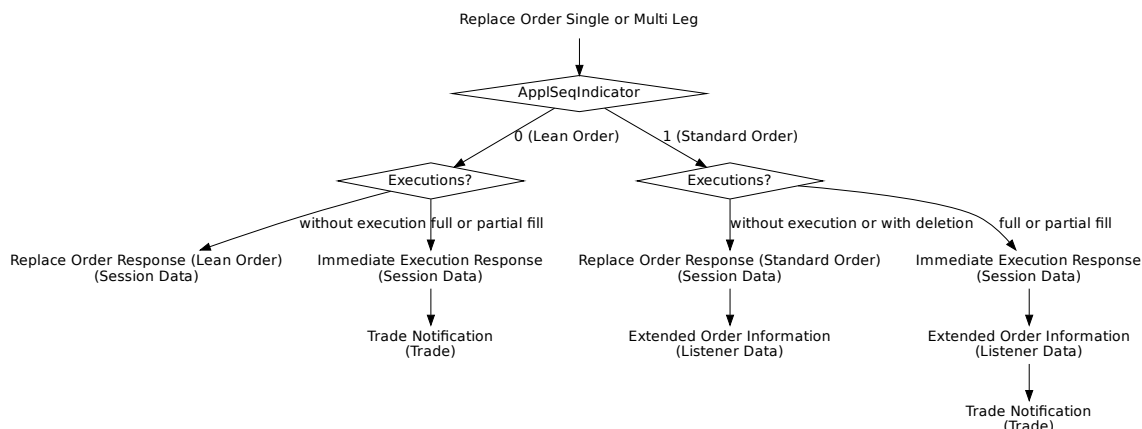 Replace Order Single or Multi Leg
ApplSeqIndicator
0 (Lean Order)
1 (Standard Order)
Executions?
Executions?
without execution
full or partial fill
without execution or with deletion
full or partial fill
Replace Order Response (Lean Order)
(Session Data)
Immediate Execution Response
(Session Data)
Replace Order Response (Standard Order)
(Session Data)
Immediate Execution Response
(Session Data)
Trade Notification
(Trade)
Extended Order Information
(Listener Data)
Extended Order Information
(Listener Data)
Trade Notification
(Trade)